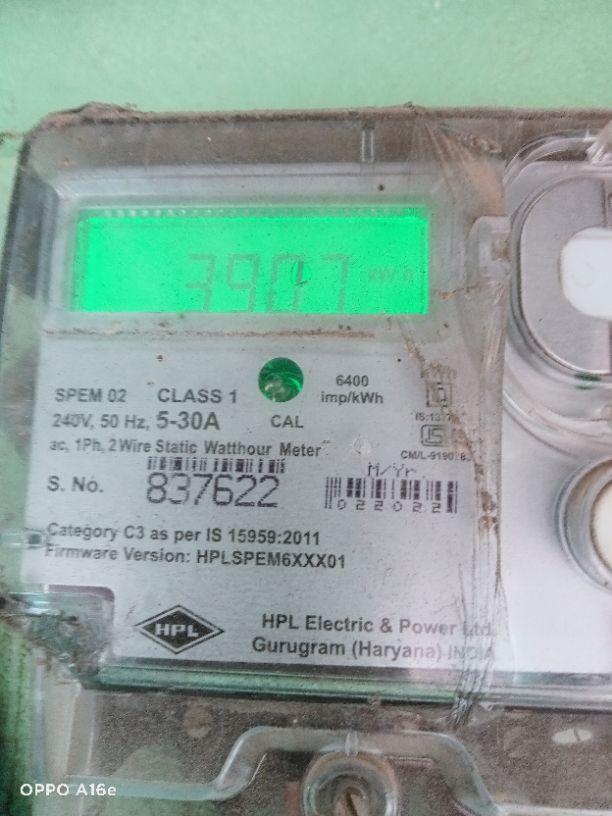 3907 kWh
SPEM 02 CLASS 1
240V, 50 Hz, 5-30A
CAL
6400
imp/kWh
ac, 1Ph, 2 Wire Static Watthour Meter
S. No. 837622
M/Yr.
022022
Category C3 as per IS 15959:2011
Firmware Version: HPLSPEM6XXX01
HPL
HPL Electric & Power Ltd.
Gurugram (Haryana) INDIA
OPPO A16e